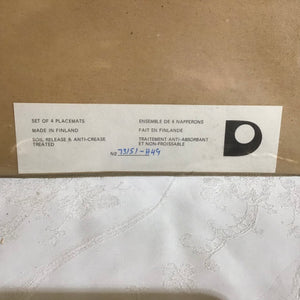 SET OF 4 PLACEMATS
MADE IN FINLAND
SOIL RELEASE & ANTI-CREASE
TREATED
ENSEMBLE DE 4 NAPPERONS
FAIT EN FINLANDE
TRAITEMENT ANTI-ABSORBANT
ET NON-FROISSABLE
NO 73151-H49
D